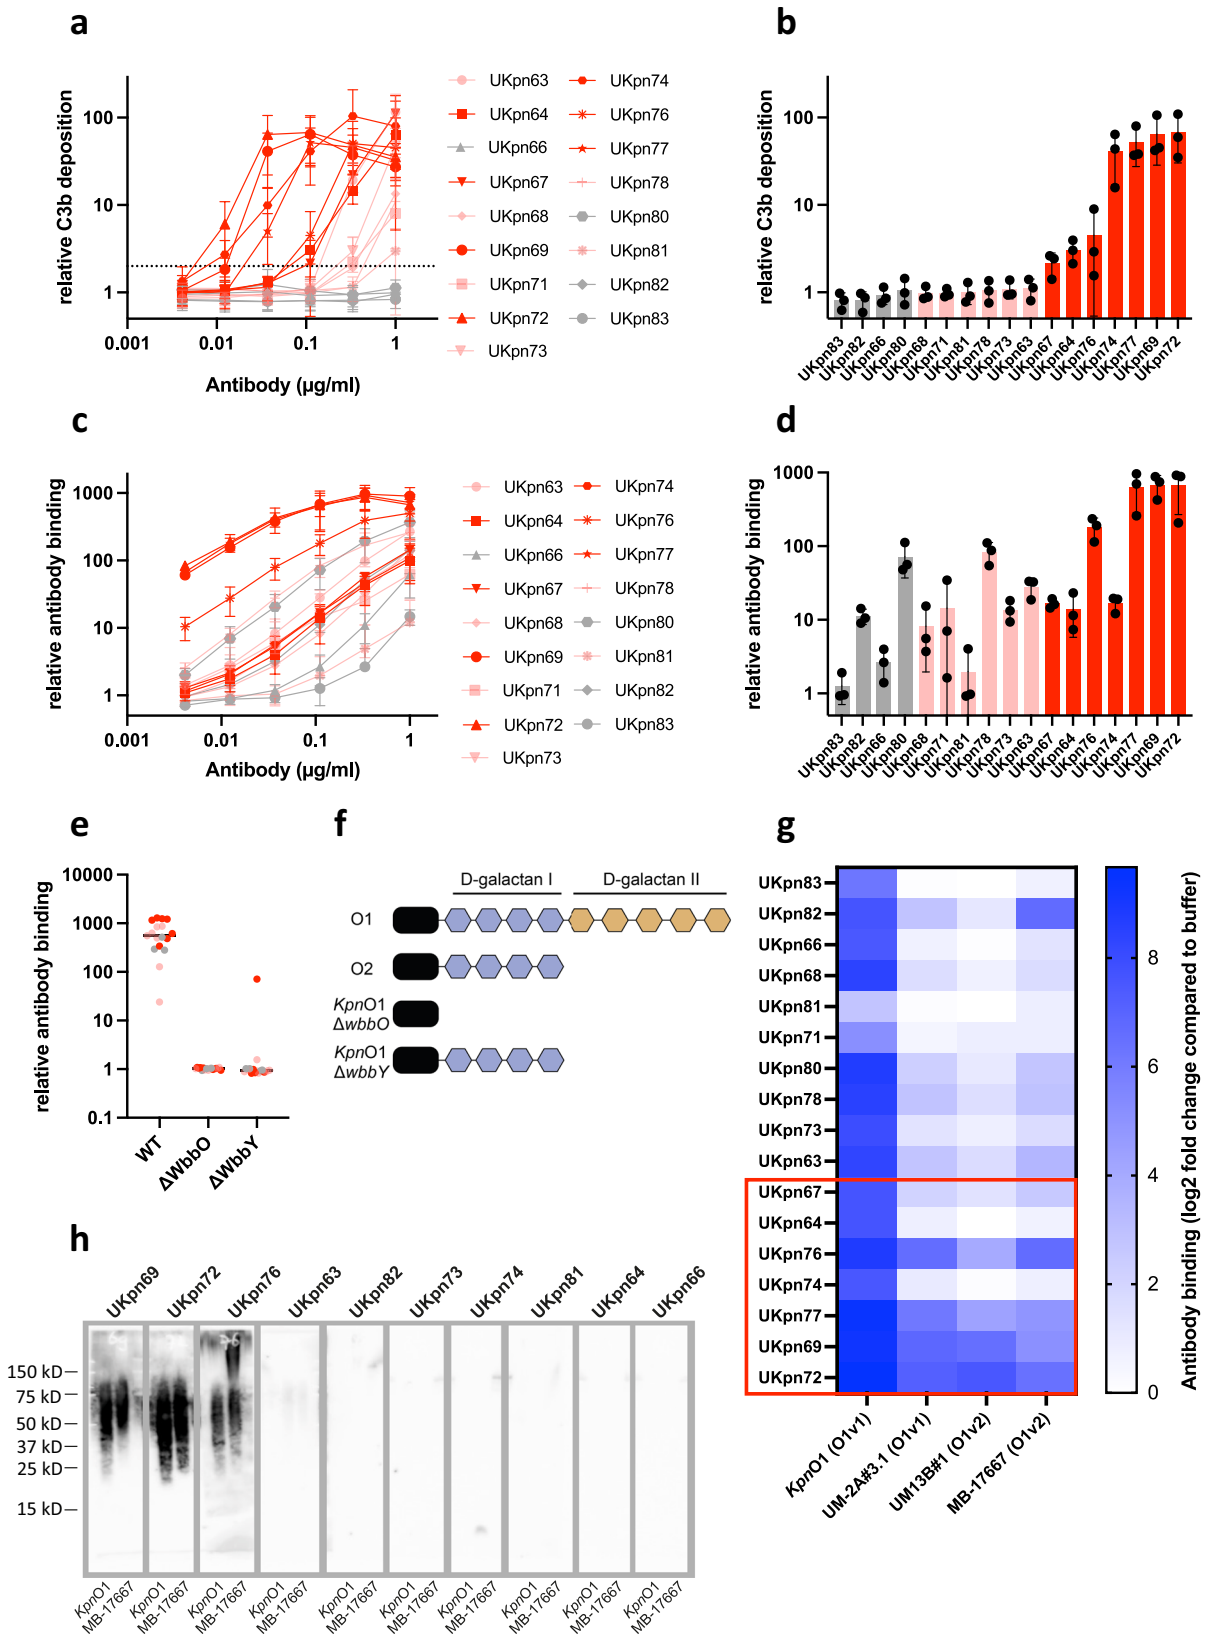 a
relative C3b deposition
100
10
1
0.001
0.01
0.1
1
Antibody (µg/ml)
UKpn63
UKpn64
UKpn66
UKpn67
UKpn68
UKpn69
UKpn71
UKpn72
UKpn73
UKpn74
UKpn76
UKpn77
UKpn78
UKpn80
UKpn81
UKpn82
UKpn83
b
relative C3b deposition
100
10
1
UKpn83
UKpn82
UKpn66
UKpn80
UKpn68
UKpn71
UKpn81
UKpn78
UKpn73
UKpn63
UKpn67
UKpn64
UKpn76
UKpn74
UKpn77
UKpn69
UKpn72
c
relative antibody binding
1000
100
10
1
0.001
0.01
0.1
1
Antibody (µg/ml)
UKpn63
UKpn64
UKpn66
UKpn67
UKpn68
UKpn69
UKpn71
UKpn72
UKpn73
UKpn74
UKpn76
UKpn77
UKpn78
UKpn80
UKpn81
UKpn82
UKpn83
d
relative antibody binding
1000
100
10
1
UKpn83
UKpn82
UKpn66
UKpn80
UKpn68
UKpn71
UKpn81
UKpn78
UKpn73
UKpn63
UKpn67
UKpn64
UKpn76
UKpn74
UKpn77
UKpn69
UKpn72
e
relative antibody binding
10000
1000
100
10
1
0.1
WT
ΔWbbO
ΔWbbY
f
D-galactan I
D-galactan II
O1
O2
KpnO1
ΔwbbO
KpnO1
ΔwbbY
g
UKpn83
UKpn82
UKpn66
UKpn68
UKpn81
UKpn71
UKpn80
UKpn78
UKpn73
UKpn63
UKpn67
UKpn64
UKpn76
UKpn74
UKpn77
UKpn69
UKpn72
KpnO1 (O1v1)
UM-2A#3.1 (O1v1)
UM13B#1 (O1v2)
MB-17667 (O1v2)
8
6
4
2
0
Antibody binding (log2 fold change compared to buffer)
h
UKpn69
UKpn72
UKpn76
UKpn63
UKpn82
UKpn73
UKpn74
UKpn81
UKpn64
UKpn66
150 kD
75 kD
50 kD
37 kD
25 kD
15 kD
KpnO1
MB-17667
KpnO1
MB-17667
KpnO1
MB-17667
KpnO1
MB-17667
KpnO1
MB-17667
KpnO1
MB-17667
KpnO1
MB-17667
KpnO1
MB-17667
KpnO1
MB-17667
KpnO1
MB-17667